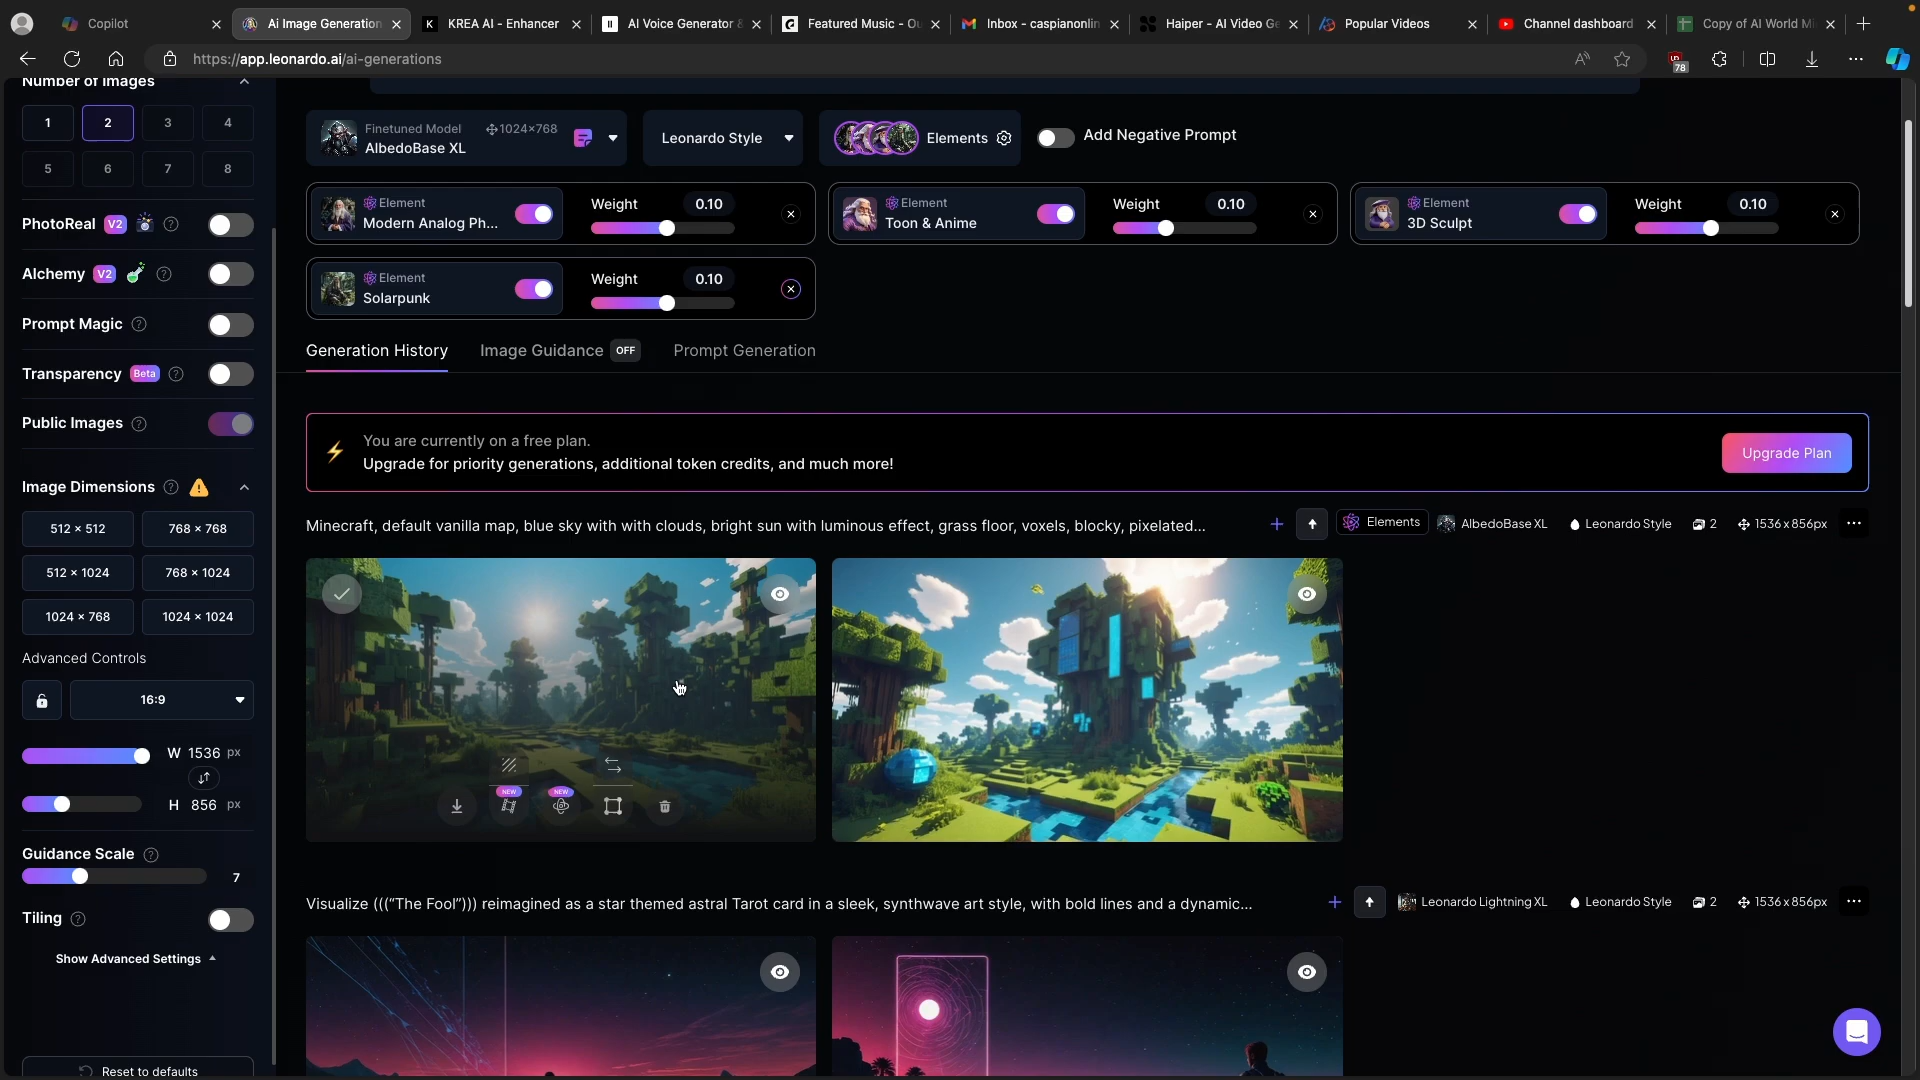 Copilot
Ai Image Generation
KREA AI - Enhancer
AI Voice Generator &
Featured Music - Ou
Inbox - caspianonlin
Haiper - AI Video Ge
Popular Videos
Channel dashboard
Copy of AI World Mi
https://app.leonardo.ai/ai-generations
78
Number of Images
1 2 3 4
5 6 7 8
PhotoReal V2
Alchemy V2
Prompt Magic
Transparency Beta
Public Images
Image Dimensions
512 × 512 768 × 768
512 × 1024 768 × 1024
1024 × 768 1024 × 1024
Advanced Controls
16:9
W 1536 px
H 856 px
Guidance Scale
7
Tiling
Show Advanced Settings
Reset to defaults
Finetuned Model 1024×768
AlbedoBase XL
Leonardo Style
Elements
Add Negative Prompt
Element
Modern Analog Ph...
Weight 0.10
Element
Toon & Anime
Weight 0.10
Element
3D Sculpt
Weight 0.10
Element
Solarpunk
Weight 0.10
Generation History Image Guidance OFF Prompt Generation
You are currently on a free plan.
Upgrade for priority generations, additional token credits, and much more!
Upgrade Plan
Minecraft, default vanilla map, blue sky with with clouds, bright sun with luminous effect, grass floor, voxels, blocky, pixelated...
Elements AlbedoBase XL Leonardo Style 2 1536 x 856px
NEW NEW
Visualize (((“The Fool”))) reimagined as a star themed astral Tarot card in a sleek, synthwave art style, with bold lines and a dynamic...
Leonardo Lightning XL Leonardo Style 2 1536 x 856px